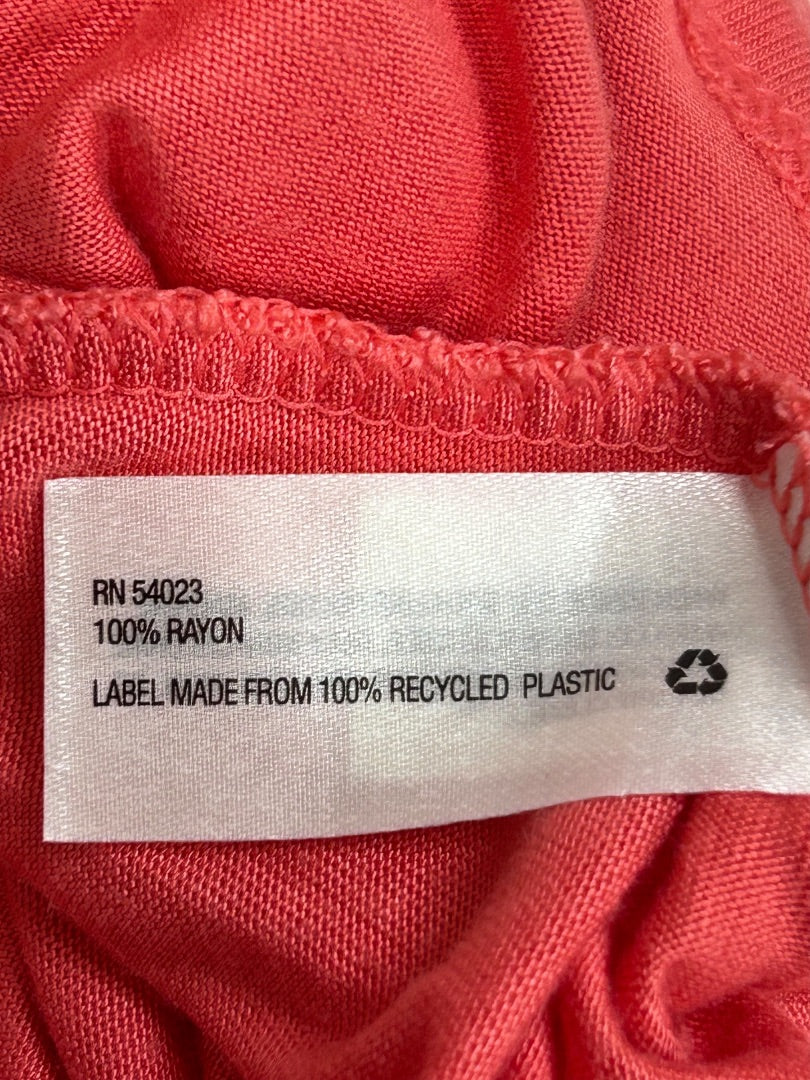 RN 54023
100% RAYON
LABEL MADE FROM 100% RECYCLED PLASTIC